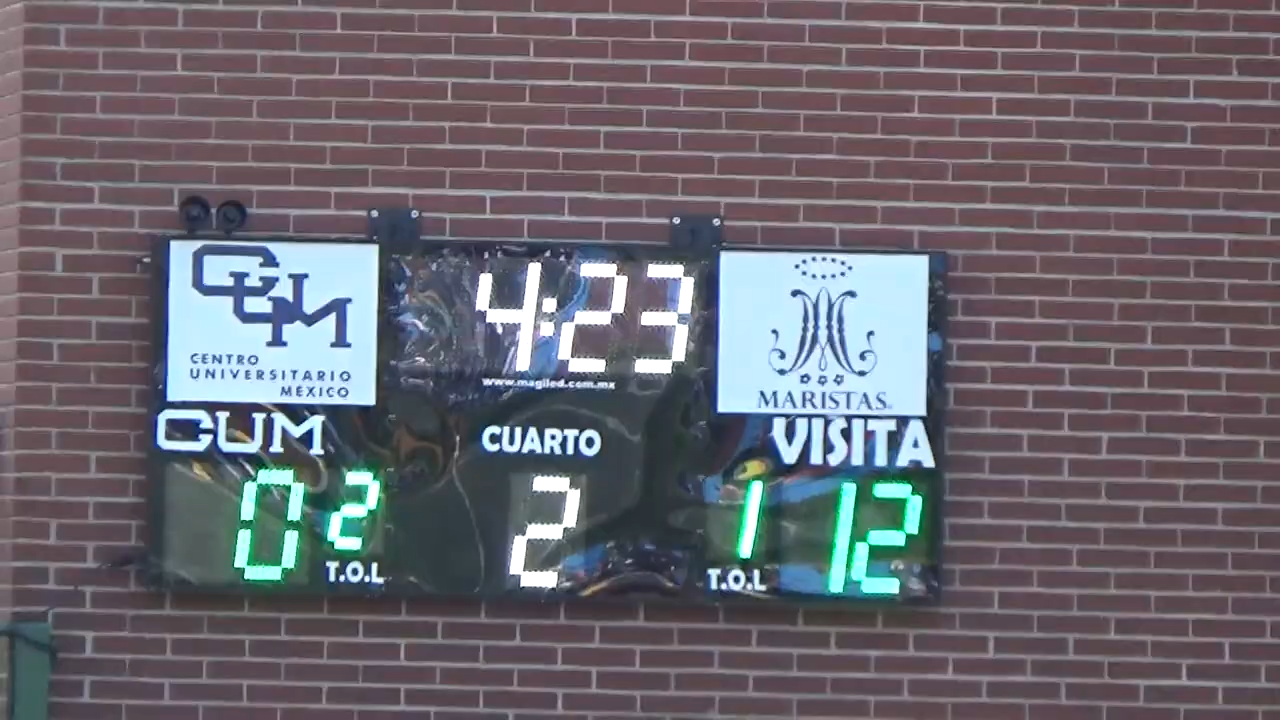 CUM
CENTRO
UNIVERSITARIO
MÉXICO
4:23
www.magiled.com.mx
MARISTAS
CUM
CUARTO
VISITA
0 2
2
1 12
T.O.L
T.O.L